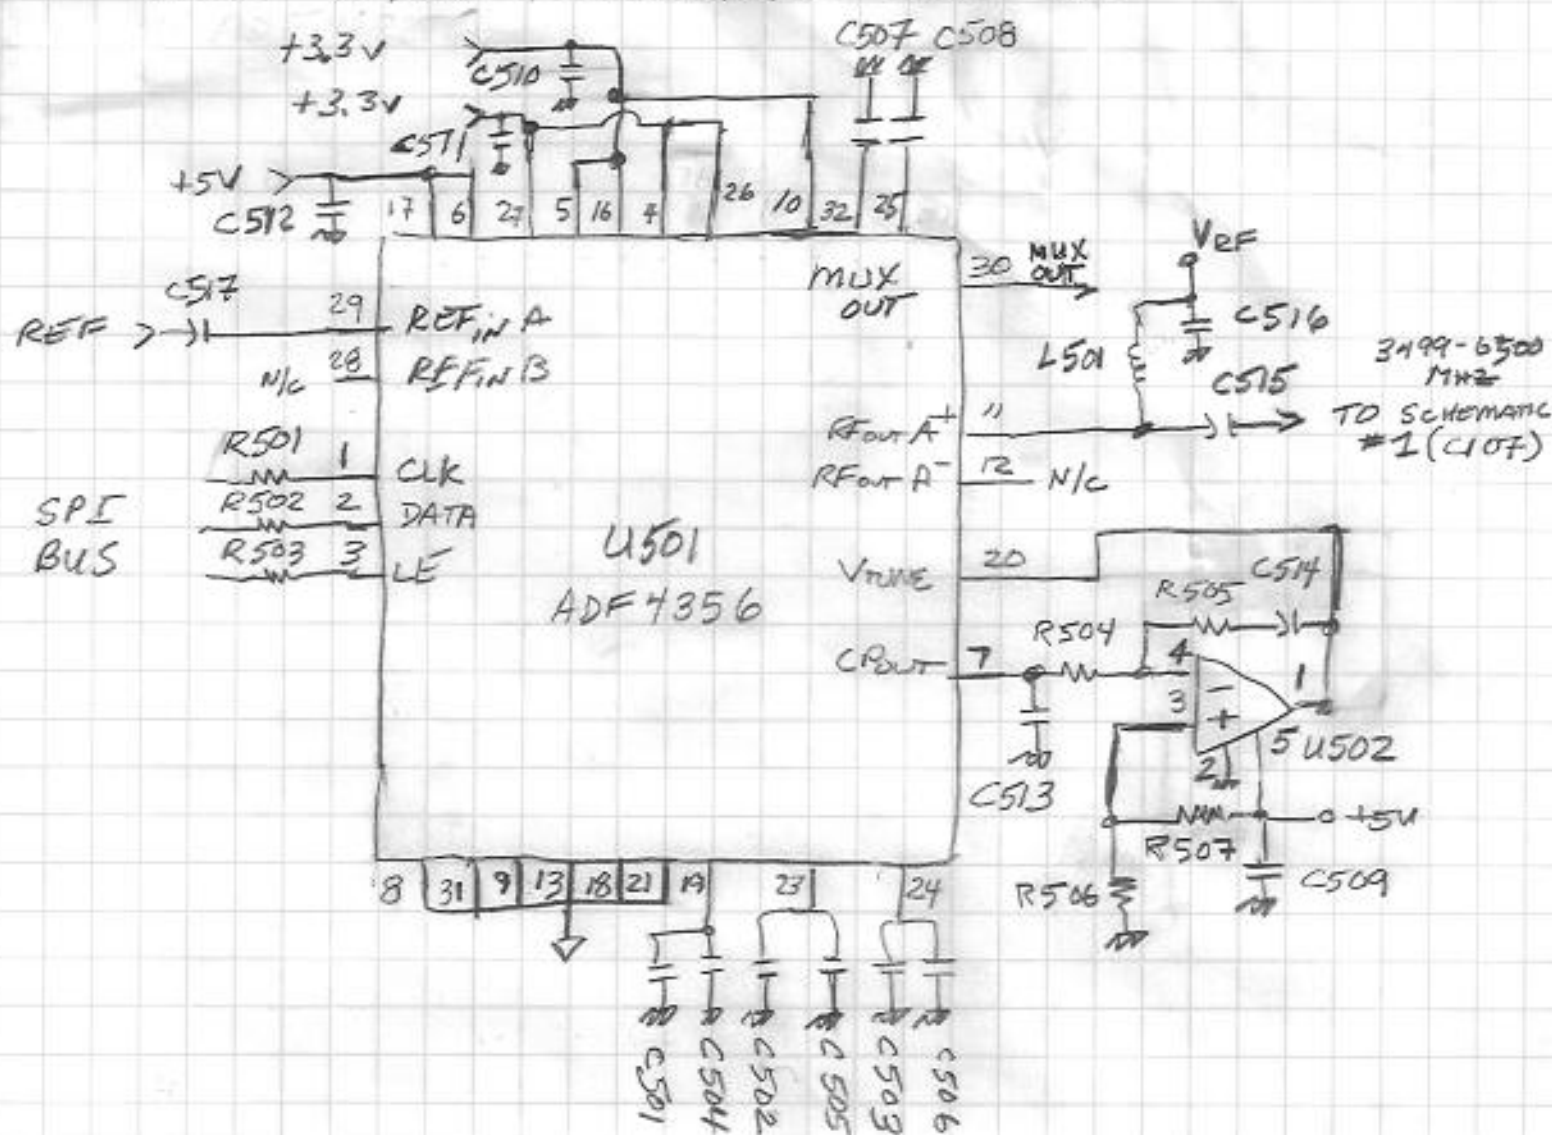 C507 C508
+3.3V
C510
+3.3V
C511
+5V
C512
17 6 27 5 16 4 26 10 32 25
C517
REF
29 REFin A
N/C 28 REFin B
MUX OUT
30 MUX OUT
VRF
C516
L501
C515
3499-6500
MHz
TO SCHEMATIC
#1 (C107)
RFout A+ 11
RFout A- 12 N/C
SPI
BUS
R501 1 CLK
R502 2 DATA
R503 3 LE
U501
ADF4356
VTUNE 20
R505 C514
CPOUT 7
R504
4
3
-
+
1
5 U502
2
C513
+5V
R507
R506
C509
8 31 9 13 18 21 19 23 24
C501 C504 C502 C505 C503 C506